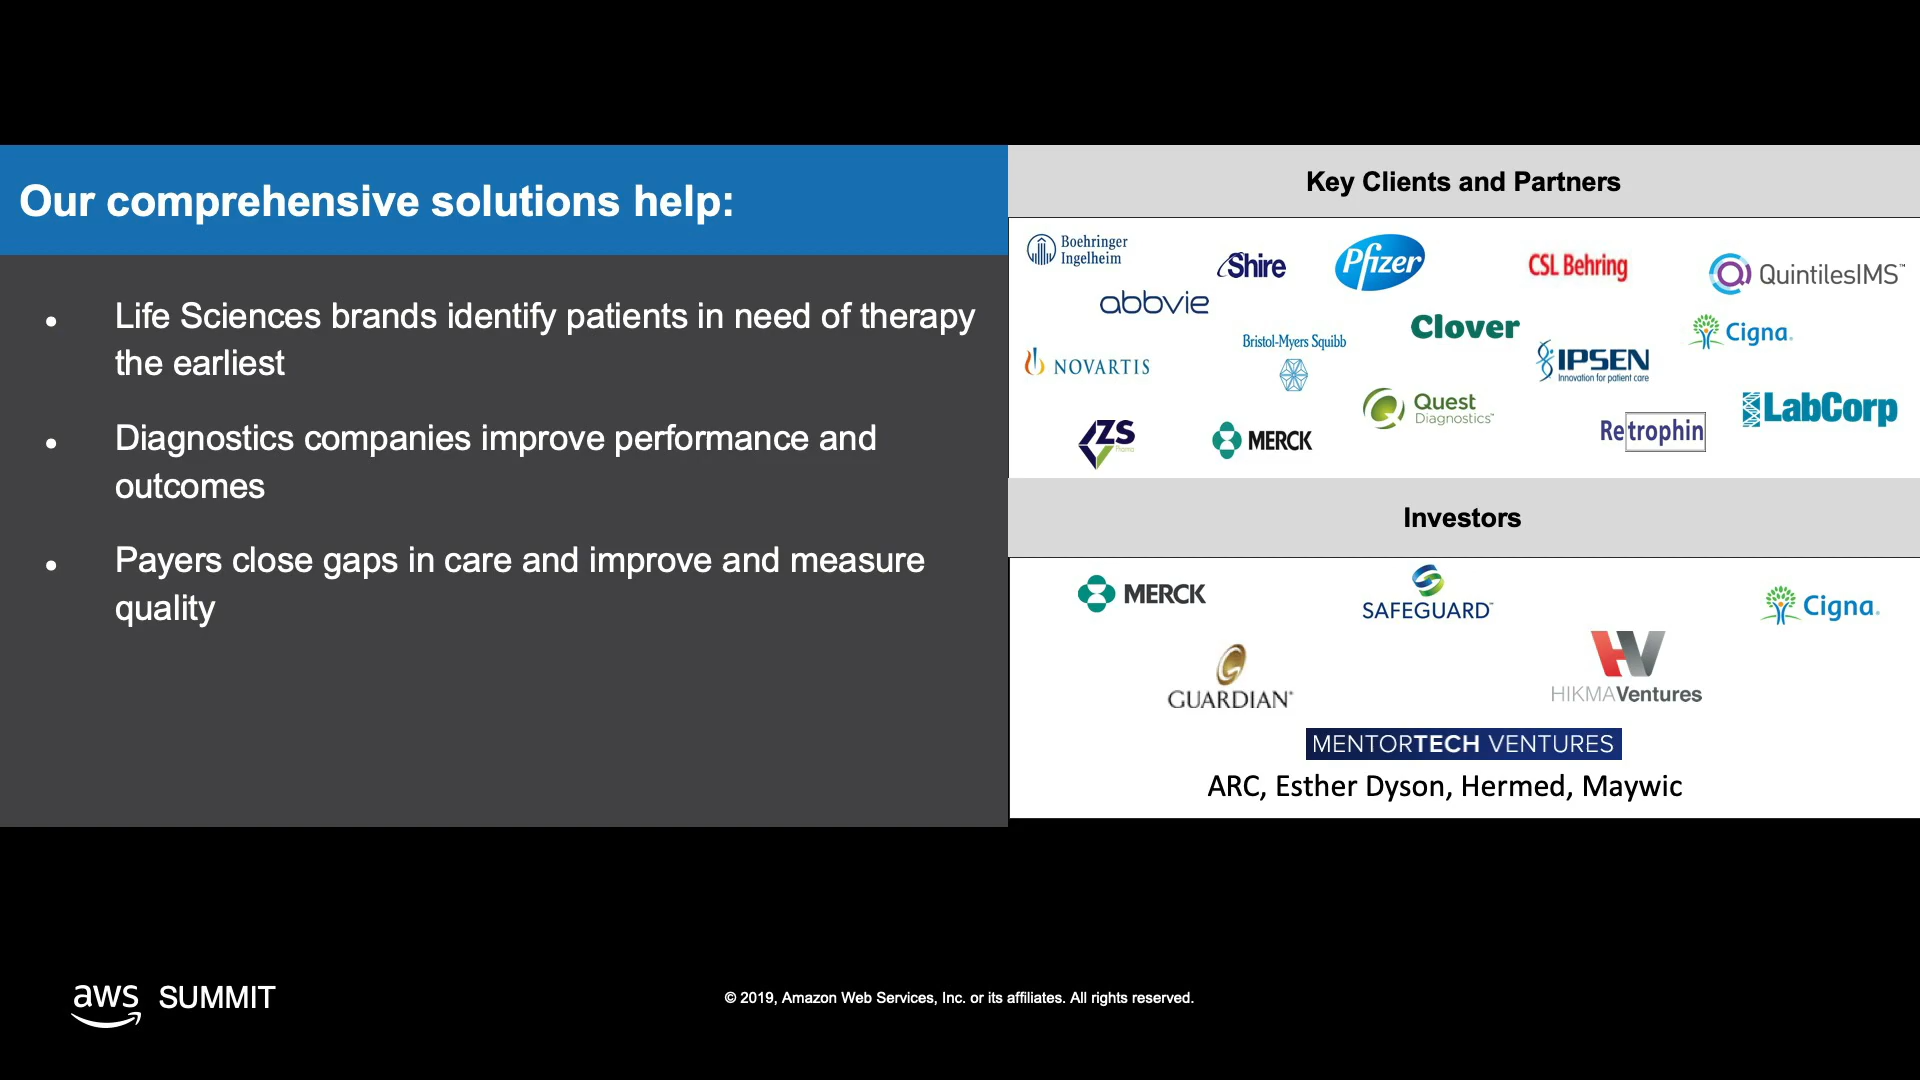 Our comprehensive solutions help:
• Life Sciences brands identify patients in need of therapy
the earliest
• Diagnostics companies improve performance and
outcomes
• Payers close gaps in care and improve and measure
quality
Key Clients and Partners
Boehringer
Ingelheim
Shire
Pfizer
CSL Behring
QuintilesIMS™
abbvie
Clover
Cigna.
Bristol-Myers Squibb
NOVARTIS
IPSEN
Innovation for patient care
Quest
Diagnostics™
LabCorp
Retrophin
ZS
MERCK
Investors
MERCK
SAFEGUARD™
Cigna.
GUARDIAN®
HV
HIKMAVentures
MENTORTECH VENTURES
ARC, Esther Dyson, Hermed, Maywic
aws SUMMIT
© 2019, Amazon Web Services, Inc. or its affiliates. All rights reserved.